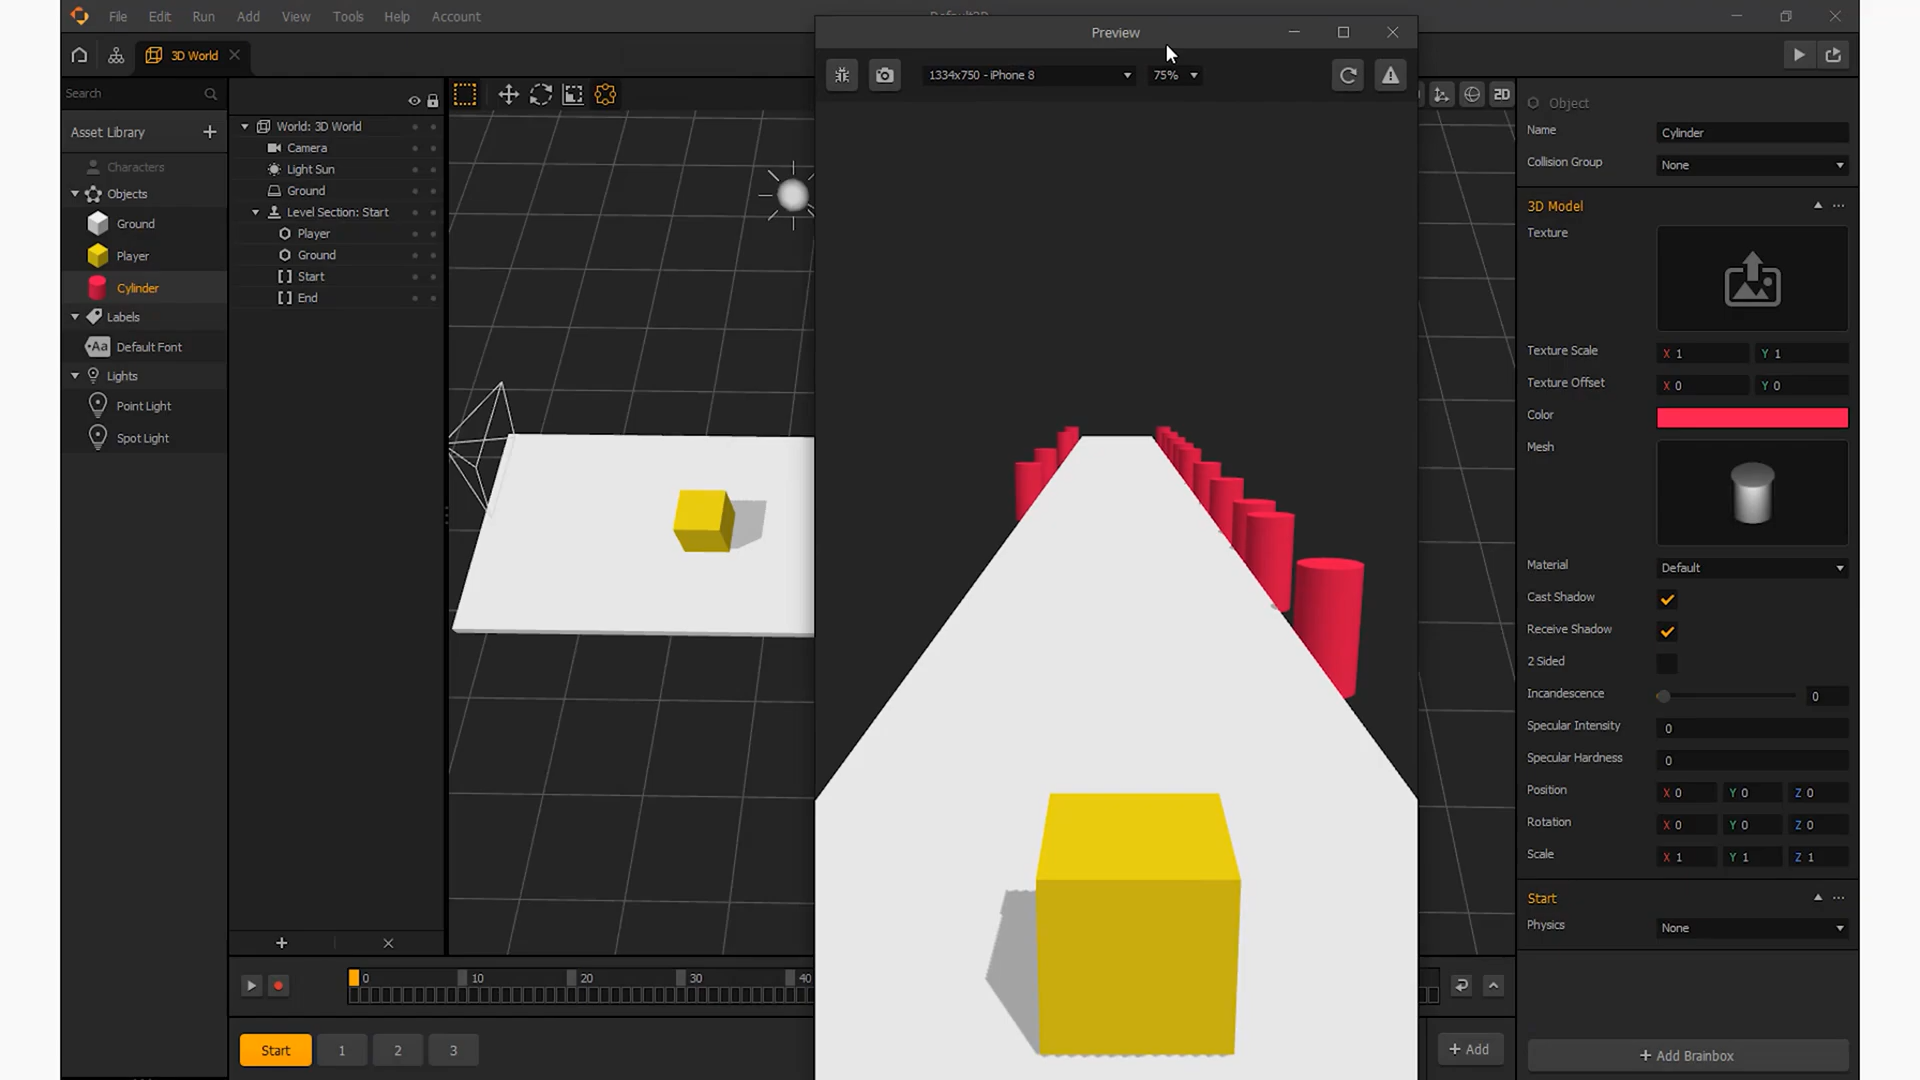 File Edit Run Add View Tools Help Account
Preview
3D World
1334x750 - iPhone 8 75%
Search
2D
Asset Library
Characters
Objects
Ground
Player
Cylinder
Labels
Aa Default Font
Lights
Point Light
Spot Light
World: 3D World
Camera
Light Sun
Ground
Level Section: Start
Player
Ground
Start
End
Object
Name Cylinder
Collision Group None
3D Model
Texture
Texture Scale X 1 Y 1
Texture Offset X 0 Y 0
Color
Mesh
Material Default
Cast Shadow
Receive Shadow
2 Sided
Incandescence 0
Specular Intensity 0
Specular Hardness 0
Position X 0 Y 0 Z 0
Rotation X 0 Y 0 Z 0
Scale X 1 Y 1 Z 1
Start
Physics None
0 10 20 30 40
Start 1 2 3
+ Add
+ Add Brainbox